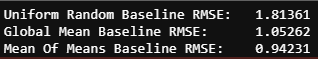 Uniform Random Baseline RMSE:   1.81361
Global Mean Baseline RMSE:      1.05262
Mean Of Means Baseline RMSE:    0.94231